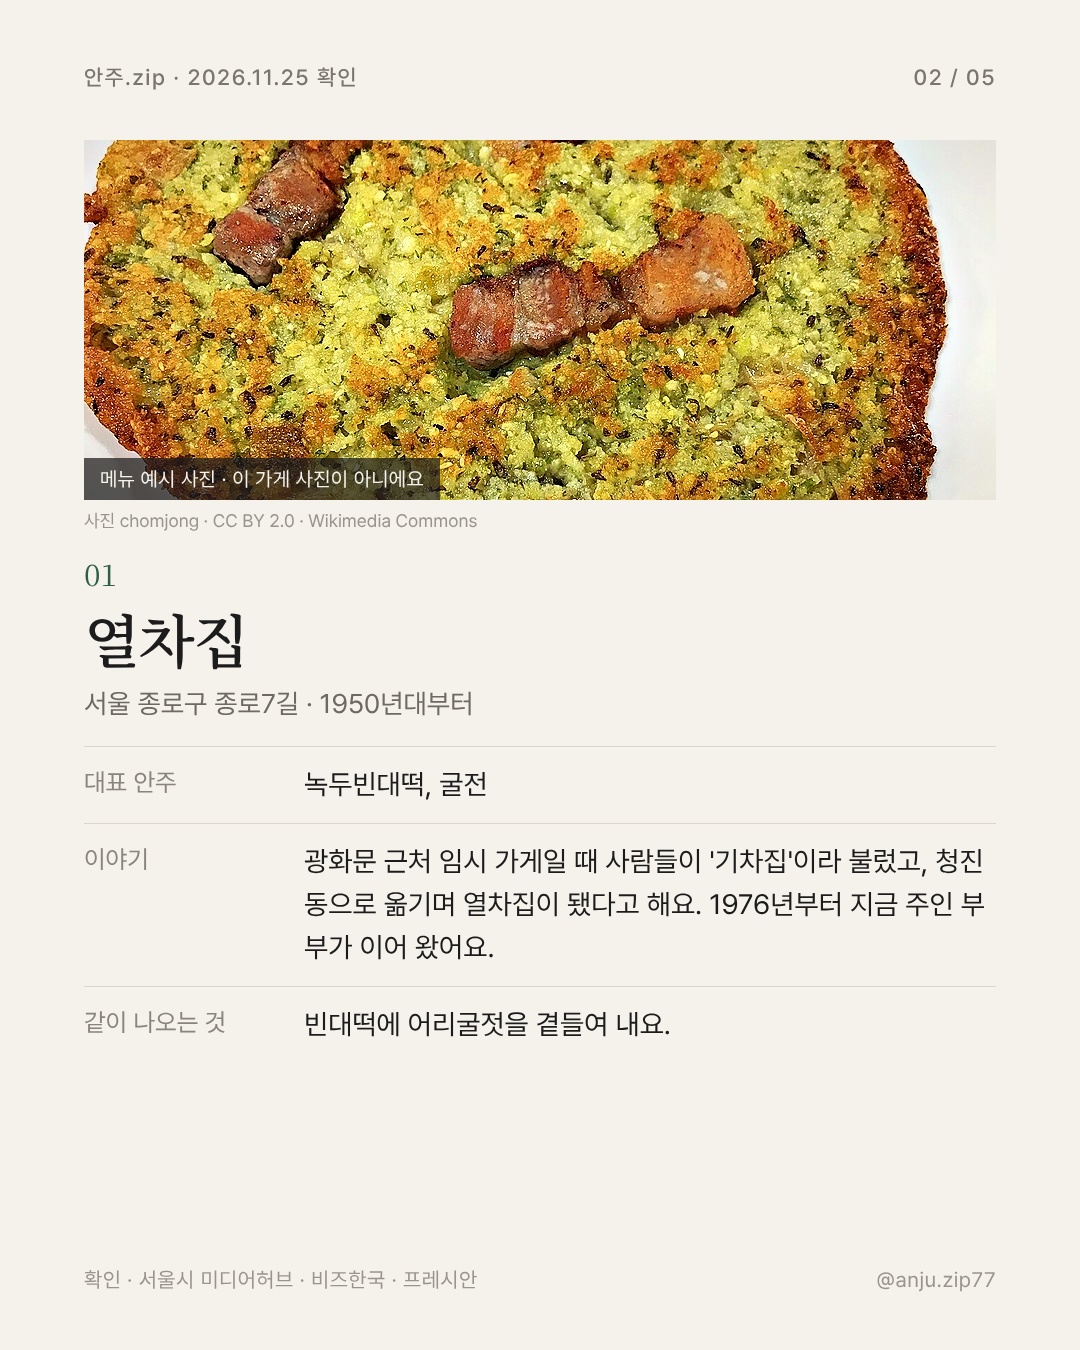 안주.zip · 2026.11.25 확인
02 / 05
메뉴 예시 사진 · 이 가게 사진이 아니에요
사진 chomjong · CC BY 2.0 · Wikimedia Commons
01
열차집
서울 종로구 종로7길 · 1950년대부터
대표 안주
녹두빈대떡, 굴전
이야기
광화문 근처 임시 가게일 때 사람들이 '기차집'이라 불렀고, 청진
동으로 옮기며 열차집이 됐다고 해요. 1976년부터 지금 주인 부
부가 이어 왔어요.
같이 나오는 것
빈대떡에 어리굴젓을 곁들여 내요.
확인 · 서울시 미디어허브 · 비즈한국 · 프레시안
@anju.zip77